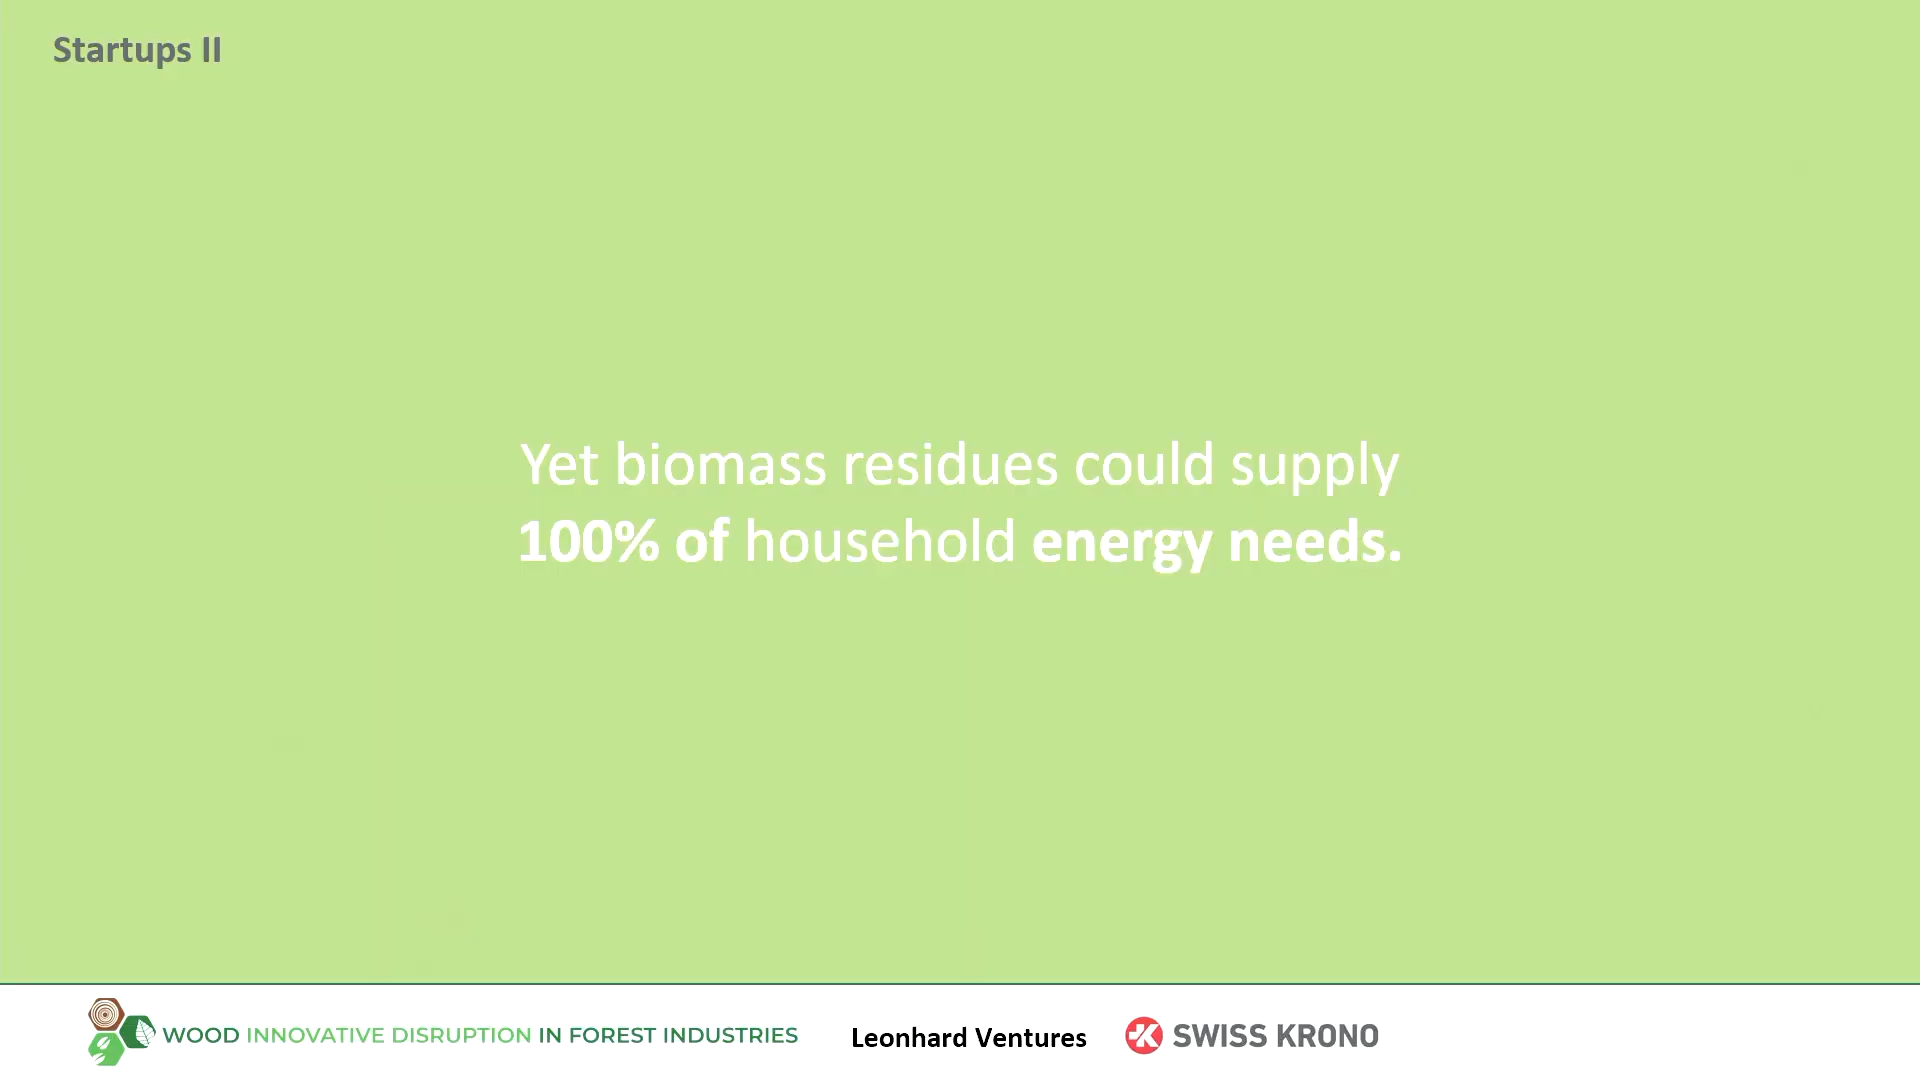 Startups II
Yet biomass residues could supply
100% of household energy needs.
WOOD INNOVATIVE DISRUPTION IN FOREST INDUSTRIES
Leonhard Ventures
SWISS KRONO